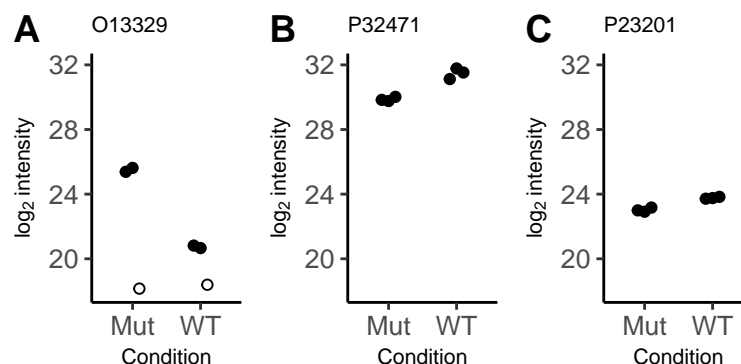 A O13329
32
28
24
20
log2 intensity
Mut WT
Condition
B P32471
32
28
24
20
log2 intensity
Mut WT
Condition
C P23201
32
28
24
20
log2 intensity
Mut WT
Condition